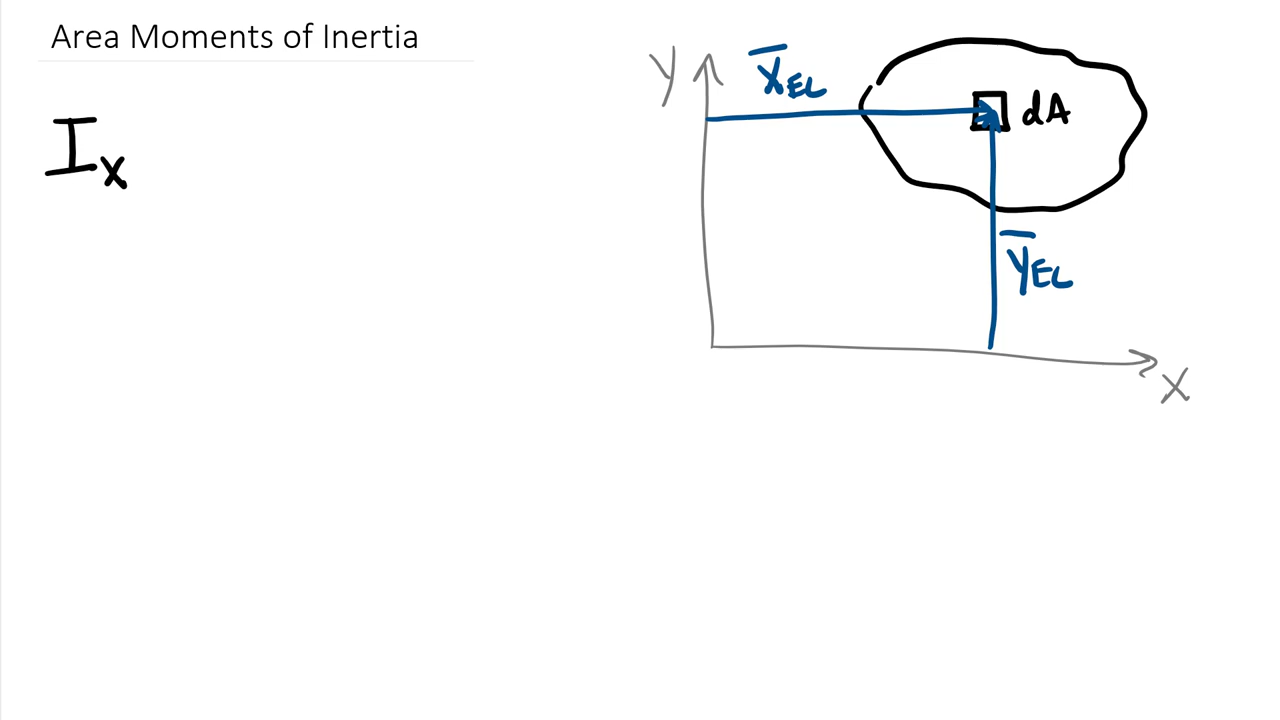 Area Moments of Inertia
Ix
y
x̄EL
dA
ȳEL
x